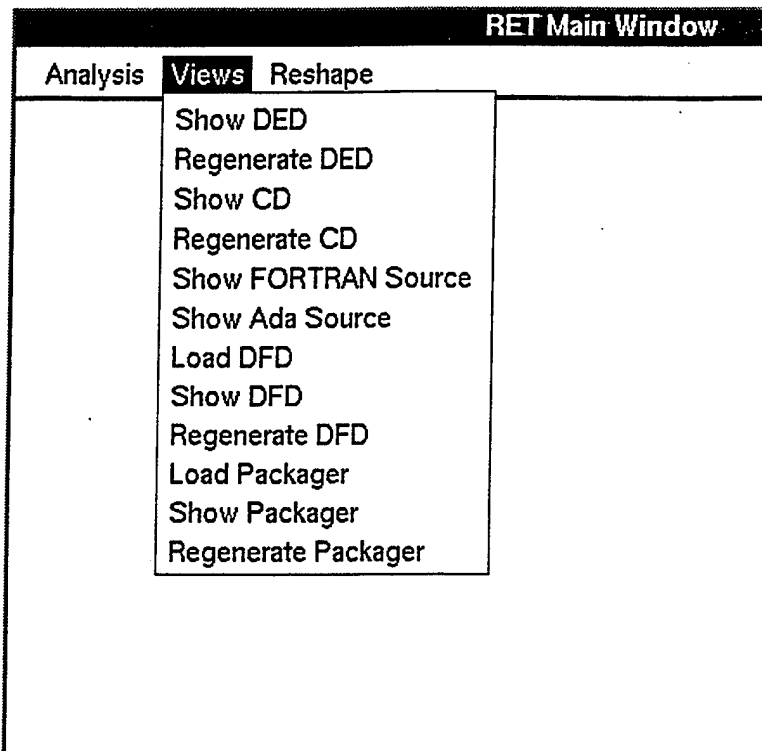 RET Main Window
Analysis Views Reshape
Show DED
Regenerate DED
Show CD
Regenerate CD
Show FORTRAN Source
Show Ada Source
Load DFD
Show DFD
Regenerate DFD
Load Packager
Show Packager
Regenerate Packager